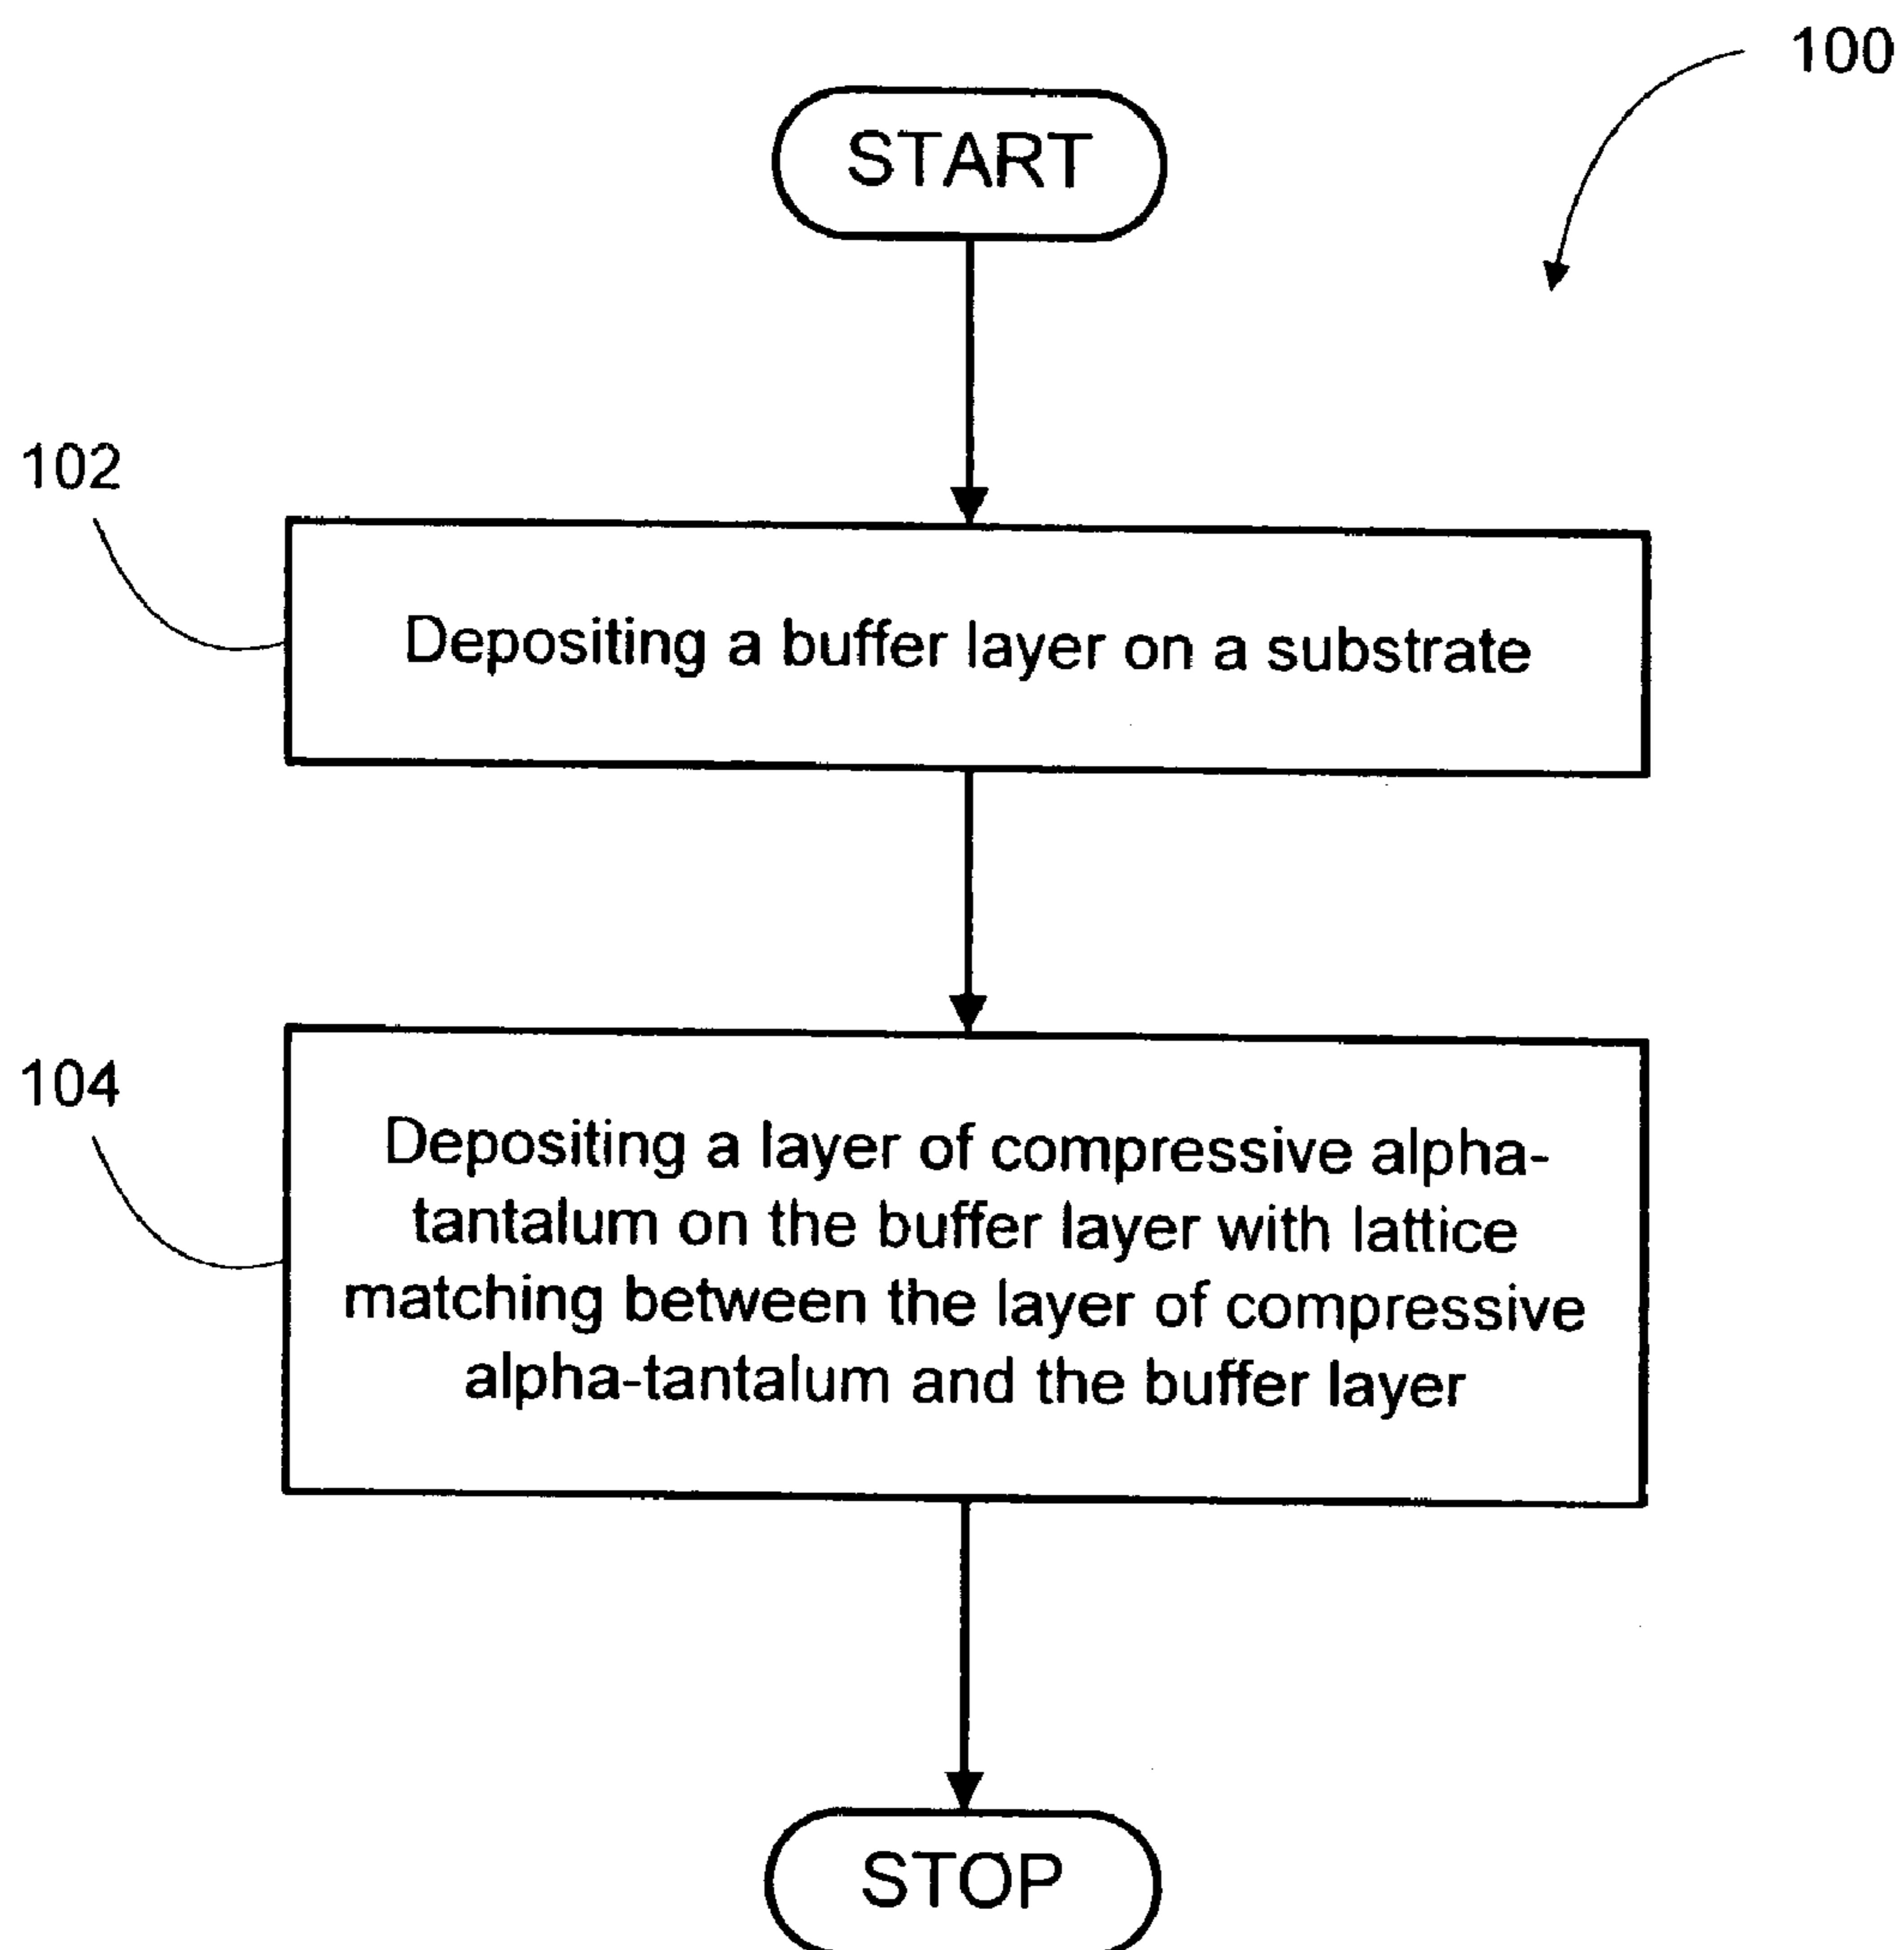 100
START
102
Depositing a buffer layer on a substrate
104
Depositing a layer of compressive alpha-
tantalum on the buffer layer with lattice
matching between the layer of compressive
alpha-tantalum and the buffer layer
STOP